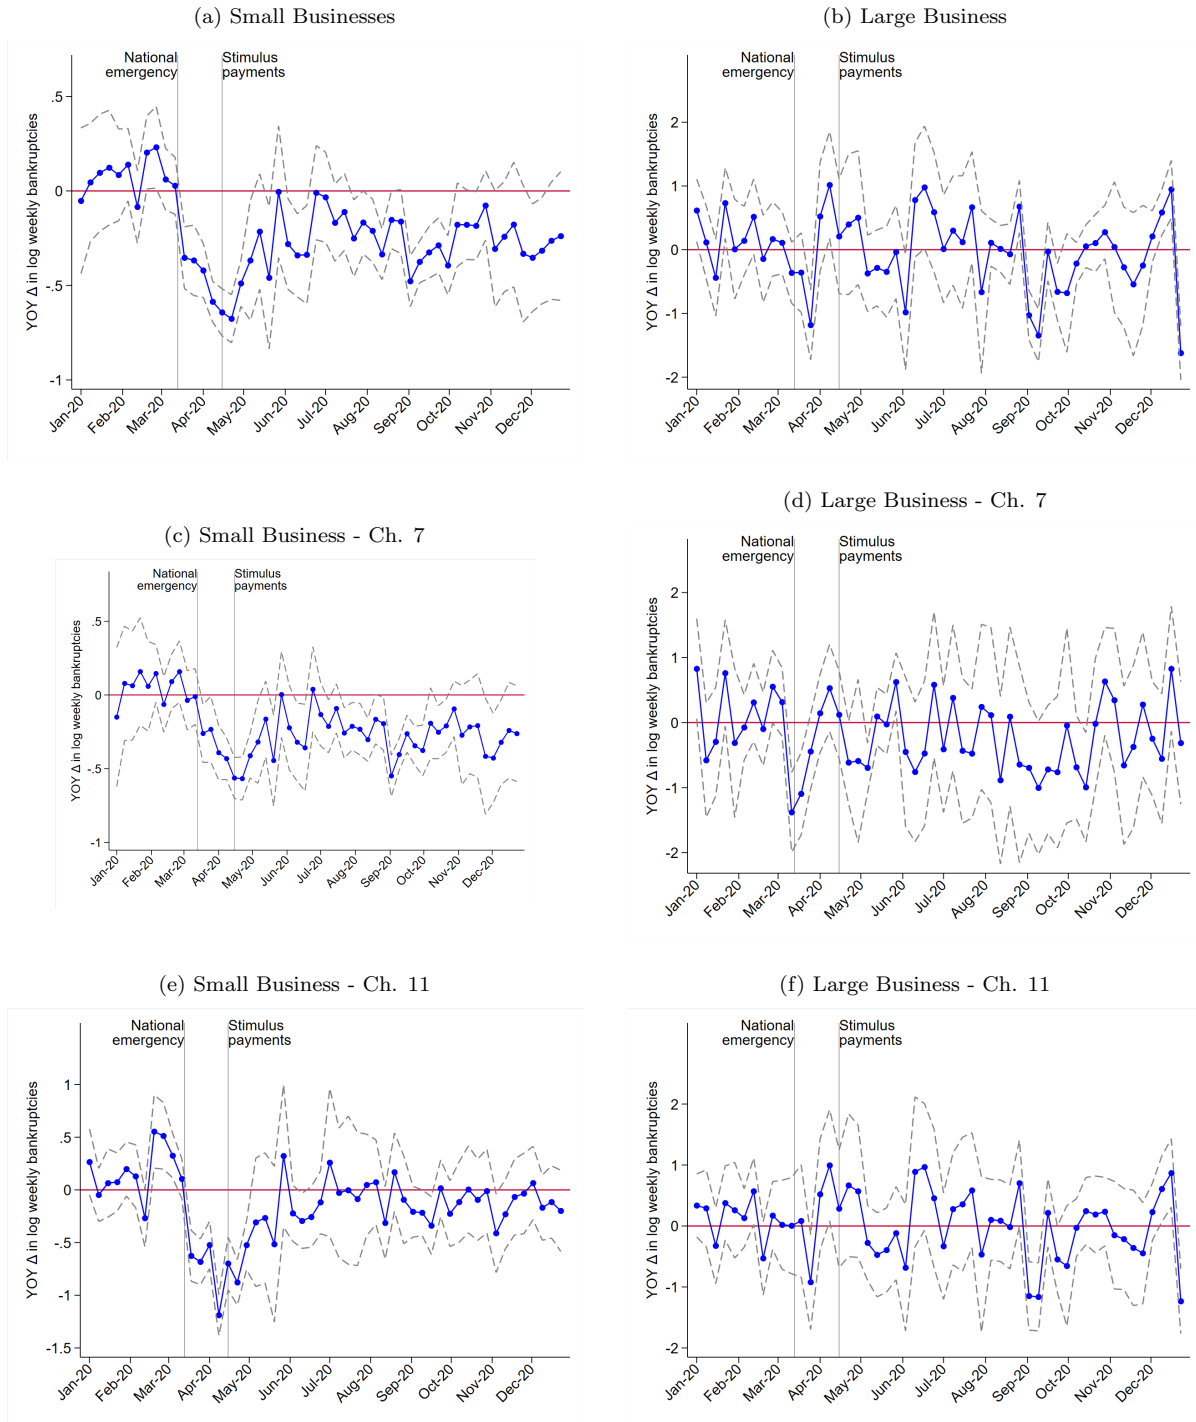 (a) Small Businesses
National
emergency
Stimulus
payments
YOY Δ in log weekly bankruptcies
.5
0
-.5
-1
Jan-20
Feb-20
Mar-20
Apr-20
May-20
Jun-20
Jul-20
Aug-20
Sep-20
Oct-20
Nov-20
Dec-20
(b) Large Business
National
emergency
Stimulus
payments
YOY Δ in log weekly bankruptcies
2
1
0
-1
-2
Jan-20
Feb-20
Mar-20
Apr-20
May-20
Jun-20
Jul-20
Aug-20
Sep-20
Oct-20
Nov-20
Dec-20
(c) Small Business - Ch. 7
National
emergency
Stimulus
payments
YOY Δ in log weekly bankruptcies
.5
0
-.5
-1
Jan-20
Feb-20
Mar-20
Apr-20
May-20
Jun-20
Jul-20
Aug-20
Sep-20
Oct-20
Nov-20
Dec-20
(d) Large Business - Ch. 7
National
emergency
Stimulus
payments
YOY Δ in log weekly bankruptcies
2
1
0
-1
-2
Jan-20
Feb-20
Mar-20
Apr-20
May-20
Jun-20
Jul-20
Aug-20
Sep-20
Oct-20
Nov-20
Dec-20
(e) Small Business - Ch. 11
National
emergency
Stimulus
payments
YOY Δ in log weekly bankruptcies
1
.5
0
-.5
-1
-1.5
Jan-20
Feb-20
Mar-20
Apr-20
May-20
Jun-20
Jul-20
Aug-20
Sep-20
Oct-20
Nov-20
Dec-20
(f) Large Business - Ch. 11
National
emergency
Stimulus
payments
YOY Δ in log weekly bankruptcies
2
1
0
-1
-2
Jan-20
Feb-20
Mar-20
Apr-20
May-20
Jun-20
Jul-20
Aug-20
Sep-20
Oct-20
Nov-20
Dec-20